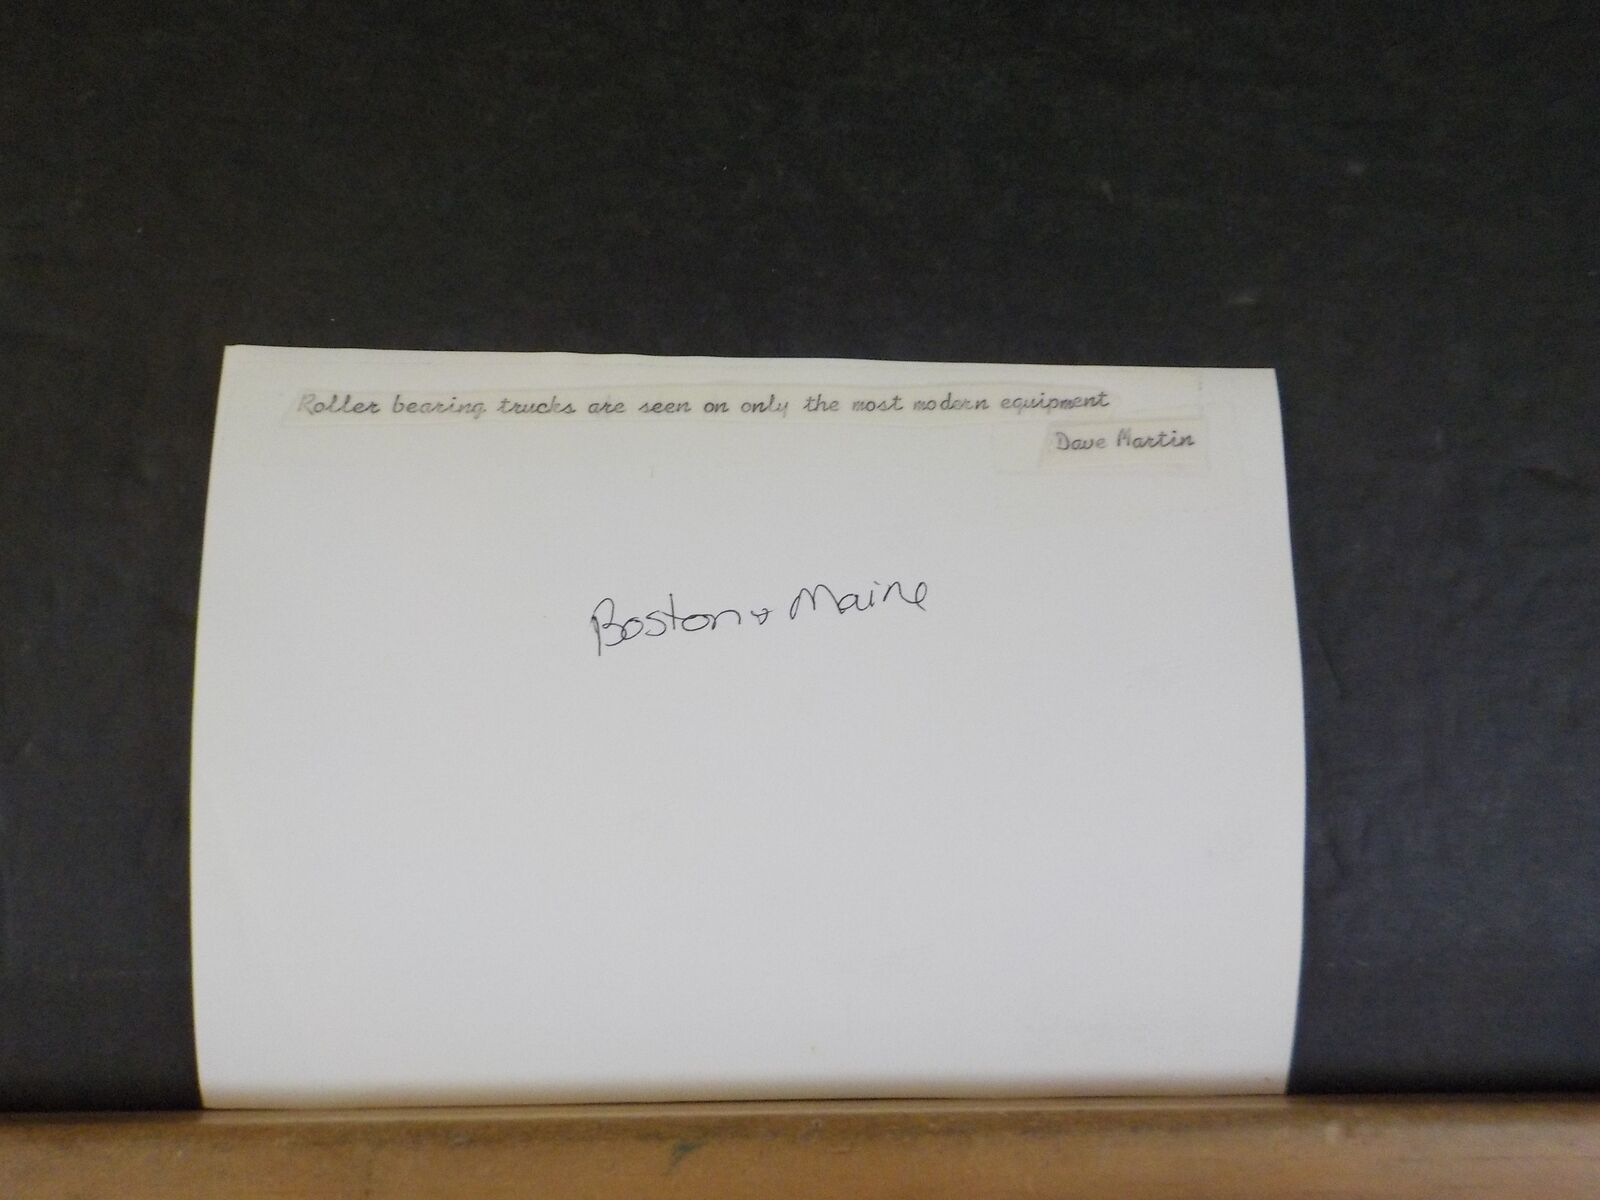 Roller bearing trucks are seen on only the most modern equipment
Dave Martin
Boston & Maine